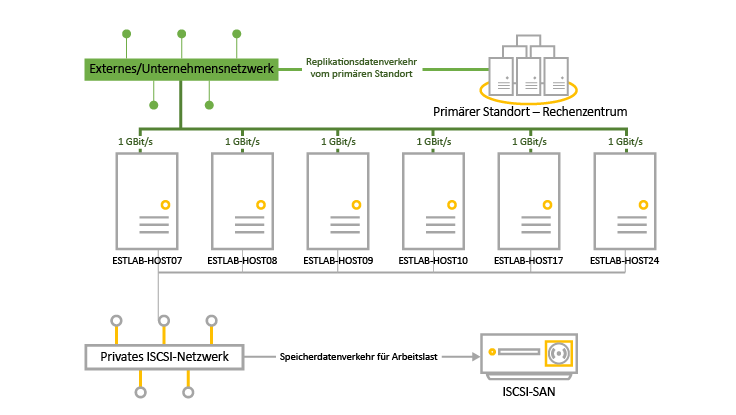 Externes/Unternehmensnetzwerk
Replikationsdatenverkehr
vom primären Standort
Primärer Standort – Rechenzentrum
1 GBit/s
1 GBit/s
1 GBit/s
1 GBit/s
1 GBit/s
1 GBit/s
ESTLAB-HOST07
ESTLAB-HOST08
ESTLAB-HOST09
ESTLAB-HOST10
ESTLAB-HOST17
ESTLAB-HOST24
Privates ISCSI-Netzwerk
Speicherdatenverkehr für Arbeitslast
ISCSI-SAN